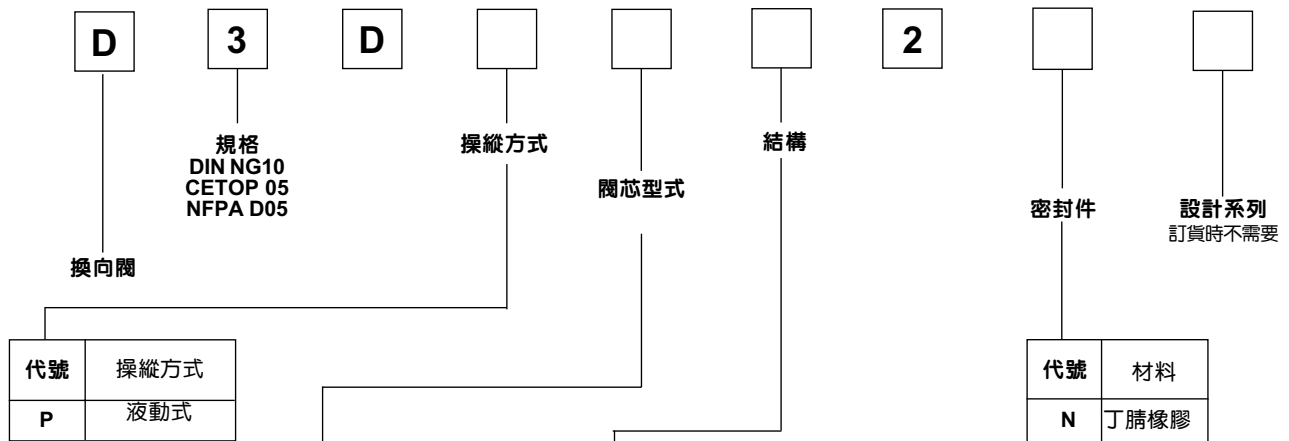 D 3 D 2
規格
DIN NG10
CETOP 05
NFPA D05
操縱方式
結構
閥芯型式
密封件
設計系列
訂貨時不需要
換向閥
代號 操縱方式
P 液動式
代號 材料
N 丁腈橡膠